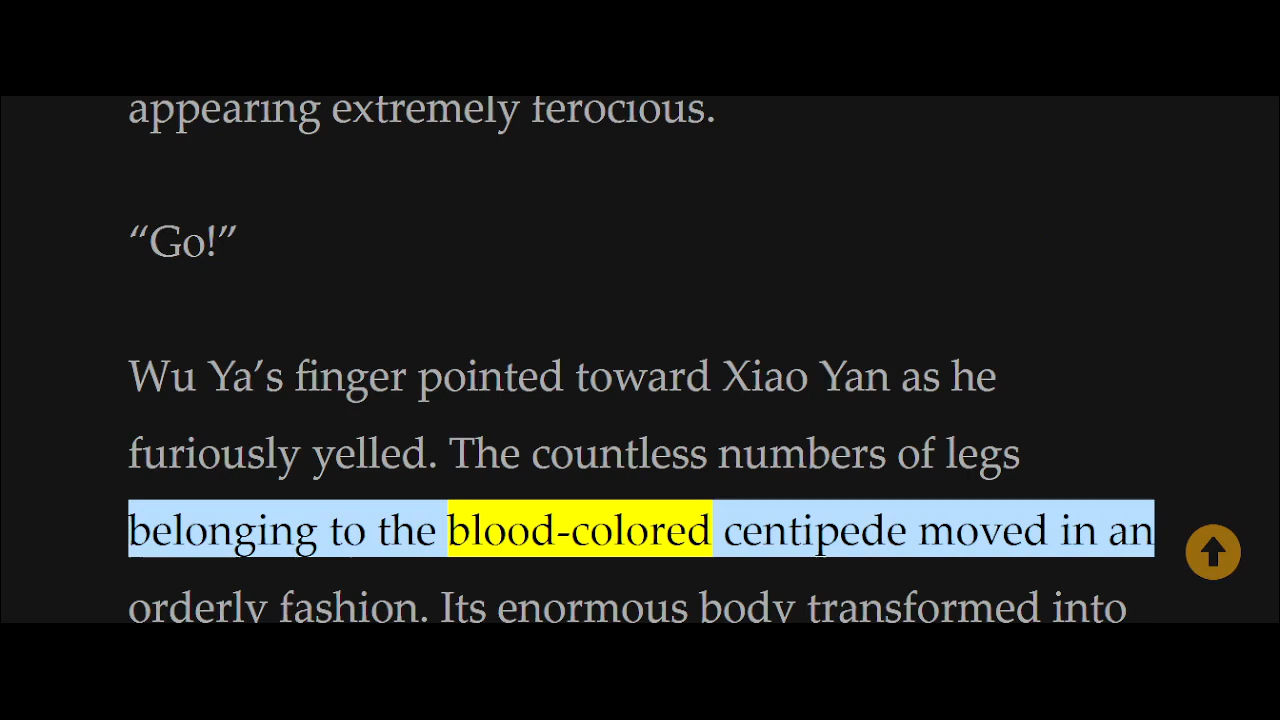 appearing extremely ferocious.
“Go!”
Wu Ya’s finger pointed toward Xiao Yan as he
furiously yelled. The countless numbers of legs
belonging to the blood-colored centipede moved in an
orderly fashion. Its enormous body transformed into